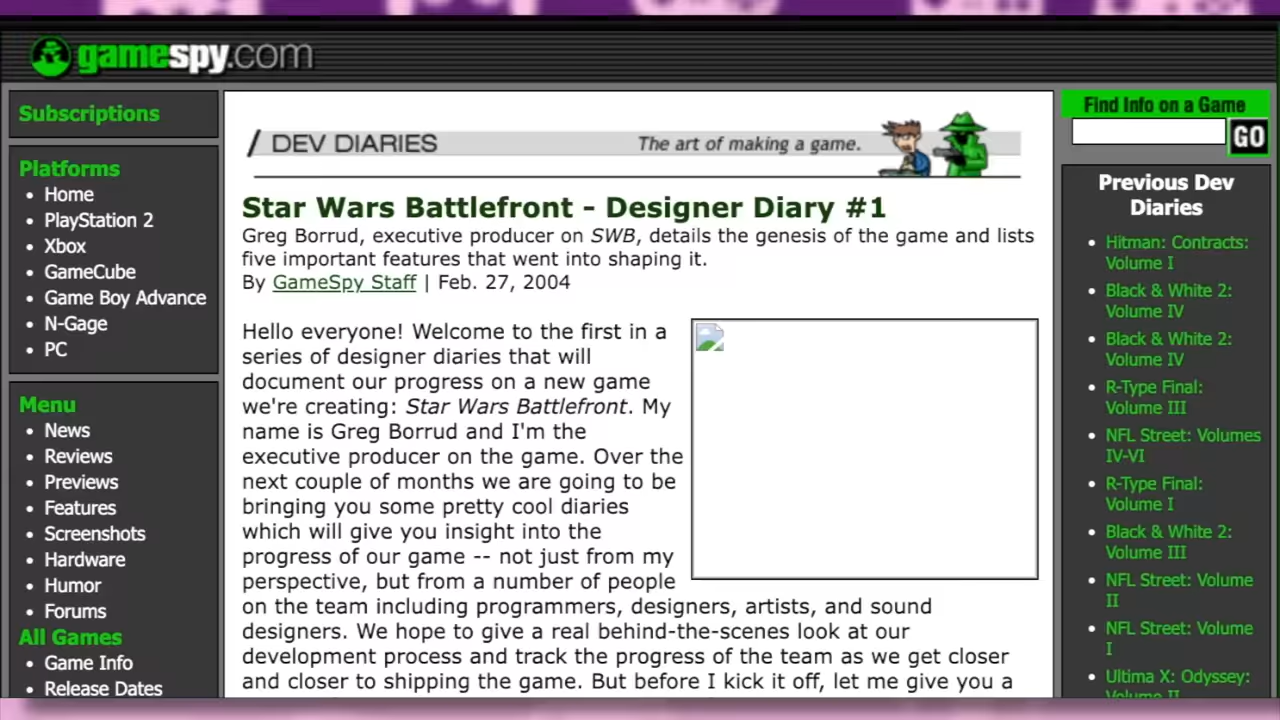 gamespy.com
Subscriptions
Platforms
Home
PlayStation 2
Xbox
GameCube
Game Boy Advance
N-Gage
PC
Menu
News
Reviews
Previews
Features
Screenshots
Hardware
Humor
Forums
All Games
Game Info
Release Dates
/ DEV DIARIES
The art of making a game.
Star Wars Battlefront - Designer Diary #1
Greg Borrud, executive producer on SWB, details the genesis of the game and lists
five important features that went into shaping it.
By GameSpy Staff | Feb. 27, 2004
Hello everyone! Welcome to the first in a
series of designer diaries that will
document our progress on a new game
we're creating: Star Wars Battlefront. My
name is Greg Borrud and I'm the
executive producer on the game. Over the
next couple of months we are going to be
bringing you some pretty cool diaries
which will give you insight into the
progress of our game -- not just from my
perspective, but from a number of people
on the team including programmers, designers, artists, and sound
designers. We hope to give a real behind-the-scenes look at our
development process and track the progress of the team as we get closer
and closer to shipping the game. But before I kick it off, let me give you a
Find Info on a Game
GO
Previous Dev
Diaries
Hitman: Contracts:
Volume I
Black & White 2:
Volume IV
Black & White 2:
Volume IV
R-Type Final:
Volume III
NFL Street: Volumes
IV-VI
R-Type Final:
Volume I
Black & White 2:
Volume III
NFL Street: Volume
II
NFL Street: Volume
I
Ultima X: Odyssey:
Volume II